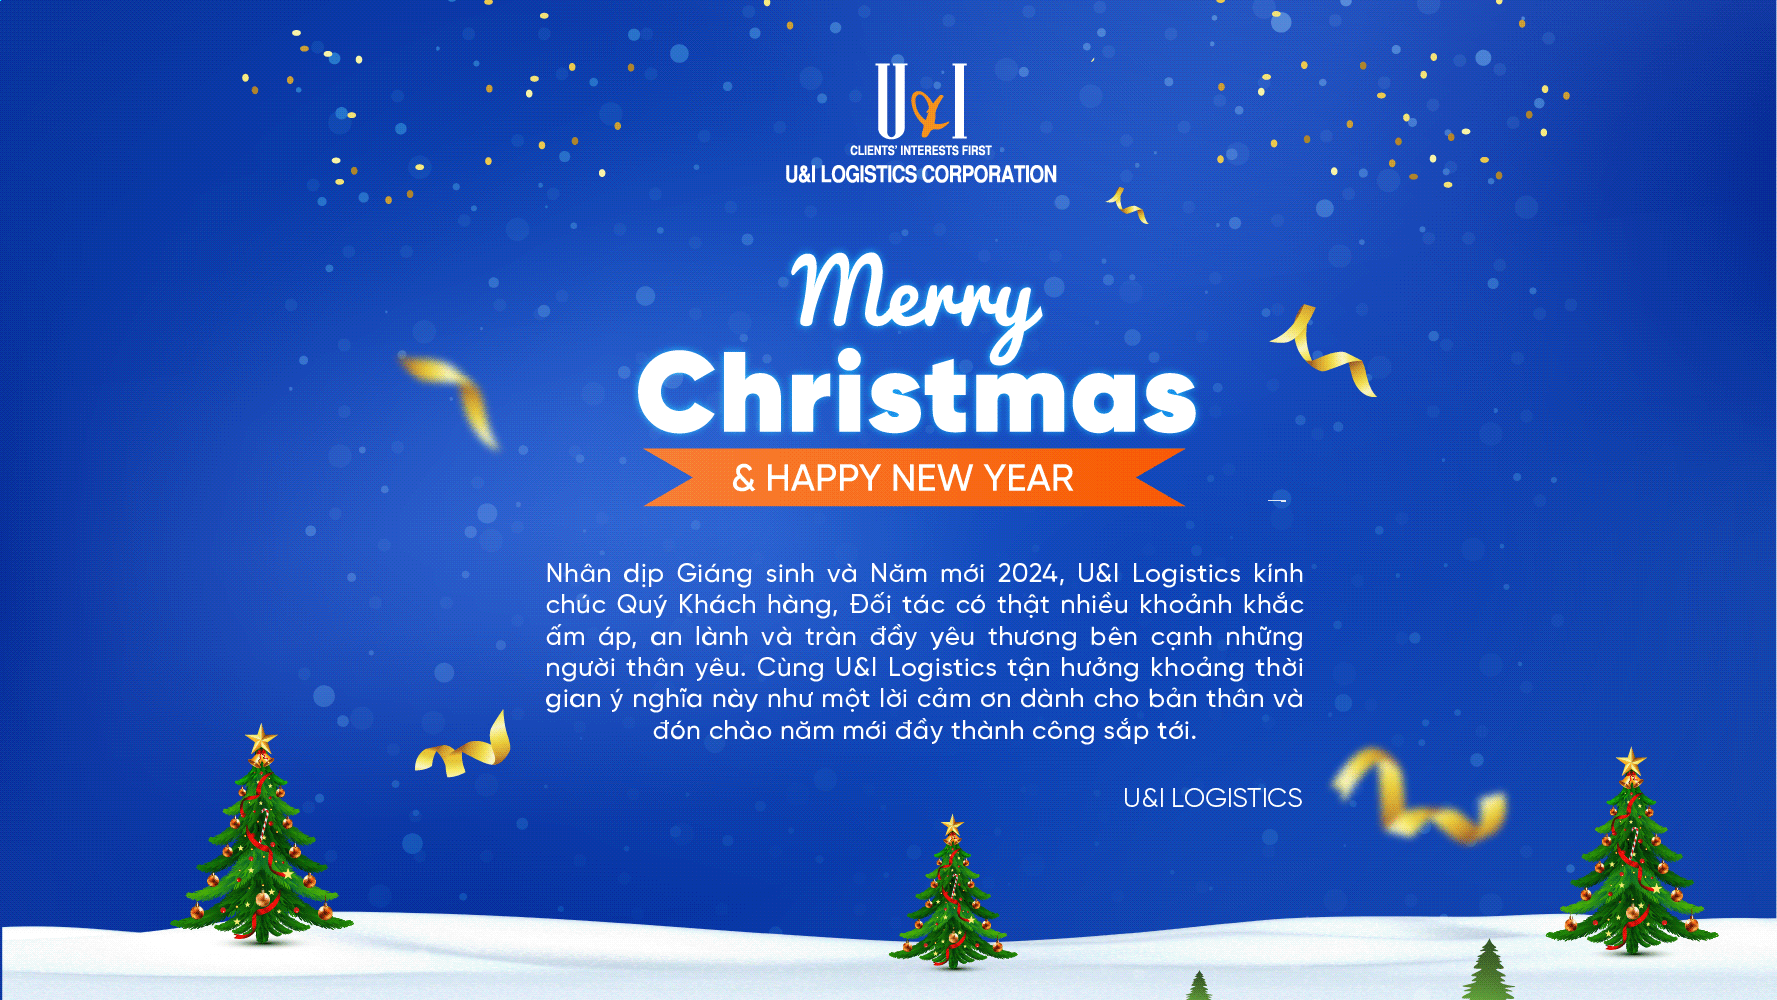 U&I
CLIENTS' INTERESTS FIRST
U&I LOGISTICS CORPORATION
Merry
Christmas
& HAPPY NEW YEAR
Nhân dịp Giáng sinh và Năm mới 2024, U&I Logistics kính
chúc Quý Khách hàng, Đối tác có thật nhiều khoảnh khắc
ấm áp, an lành và tràn đầy yêu thương bên cạnh những
người thân yêu. Cùng U&I Logistics tận hưởng khoảng thời
gian ý nghĩa này như một lời cảm ơn dành cho bản thân và
đón chào năm mới đầy thành công sắp tới.
U&I LOGISTICS